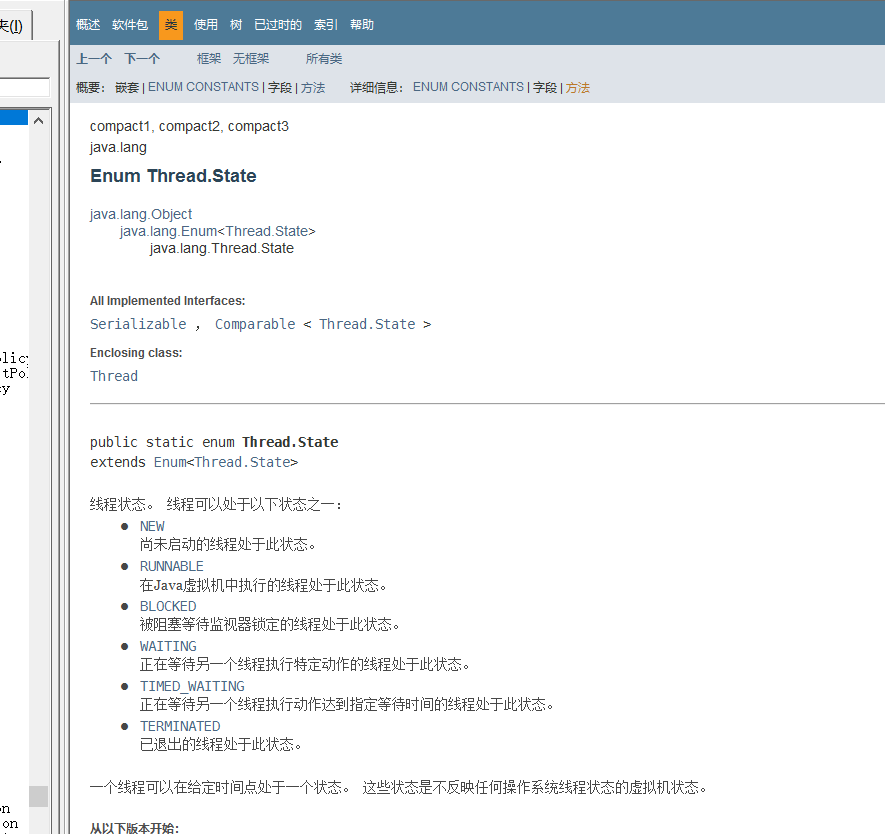 夹(I)
概述 软件包 类 使用 树 已过时的 索引 帮助
上一个 下一个 框架 无框架 所有类
概要： 嵌套 | ENUM CONSTANTS | 字段 | 方法 详细信息： ENUM CONSTANTS | 字段 | 方法
compact1, compact2, compact3
java.lang
Enum Thread.State
java.lang.Object
java.lang.Enum<Thread.State>
java.lang.Thread.State
All Implemented Interfaces:
Serializable ， Comparable < Thread.State >
Enclosing class:
Thread
public static enum Thread.State
extends Enum<Thread.State>
线程状态。 线程可以处于以下状态之一：
● NEW
尚未启动的线程处于此状态。
● RUNNABLE
在Java虚拟机中执行的线程处于此状态。
● BLOCKED
被阻塞等待监视器锁定的线程处于此状态。
● WAITING
正在等待另一个线程执行特定动作的线程处于此状态。
● TIMED_WAITING
正在等待另一个线程执行动作达到指定等待时间的线程处于此状态。
● TERMINATED
已退出的线程处于此状态。
一个线程可以在给定时间点处于一个状态。 这些状态是不反映任何操作系统线程状态的虚拟机状态。
从以下版本开始：